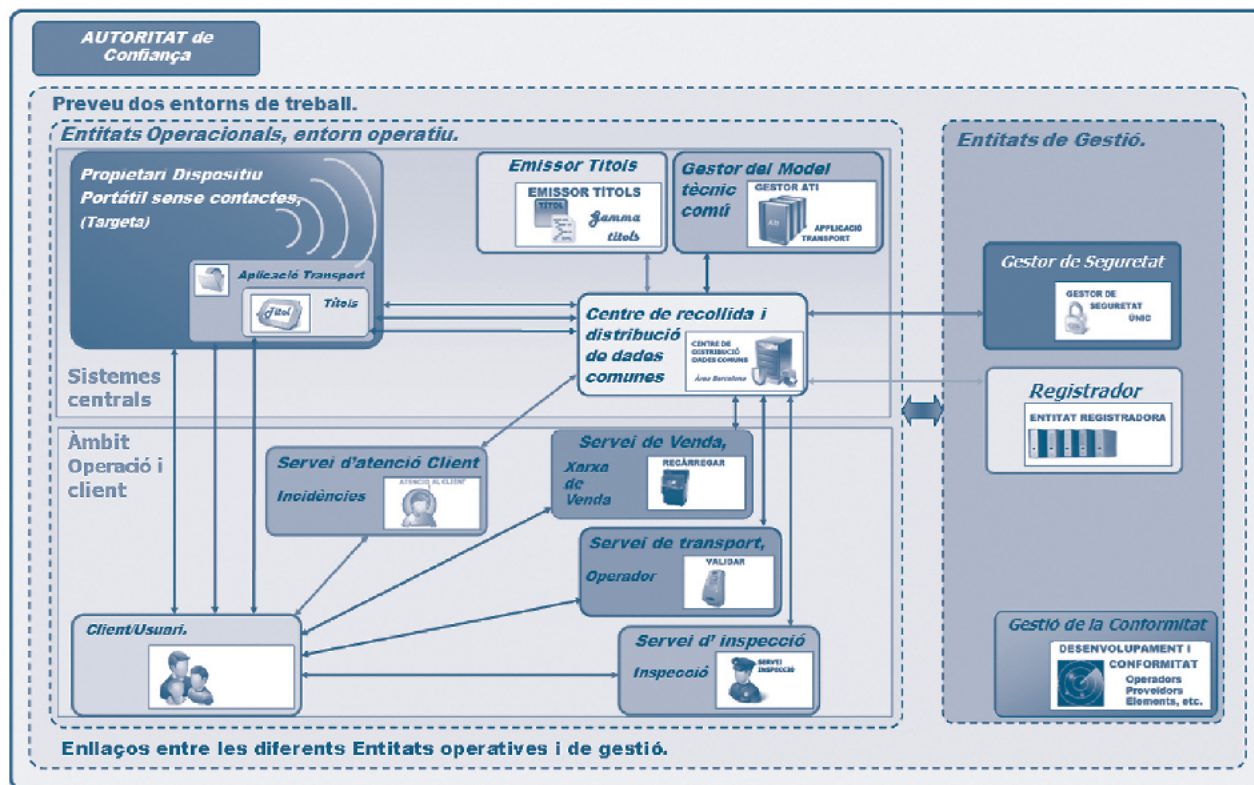 AUTORITAT de
Confiança
Preveu dos entorns de treball.
Entitats Operacionals, entorn operatiu.
Propietari Dispositiu
Portátil sense contactes,
(Targeta)
Aplicació Transport
Títols
Títol
Emissor Títols
EMISSOR TÍTOLS
TÍTOL
Gamma
títols
Gestor del Model
tècnic
comú
GESTOR ATI
APPLICACIÓ
TRANSPORT
Centre de recollida i
distribució
de dades
comunes
CENTRE DE
DISTRIBUCIÓ
DADES COMUNS
Àrea Barcelona
Sistemes
centrals
Àmbit
Operació i
client
Servei d'atenció Client
Incidències
ATENCIÓ AL CLIENT
Servei de Venda,
Xarxa
de
Venda
RECÀRREGAR
Servei de transport,
Operador
VALIDAR
Servei d' inspecció
Inspecció
SERVEI
INSPECCIÓ
Client/Usuari.
Entitats de Gestió.
Gestor de Seguretat
GESTOR DE
SEGURETAT
ÚNIC
Registrador
ENTITAT REGISTRADORA
Gestió de la Conformitat
DESENVOLUPAMENT I
CONFORMITAT
Operadors
Proveïdors
Elements, etc.
Enllaços entre les diferents Entitats operatives i de gestió.